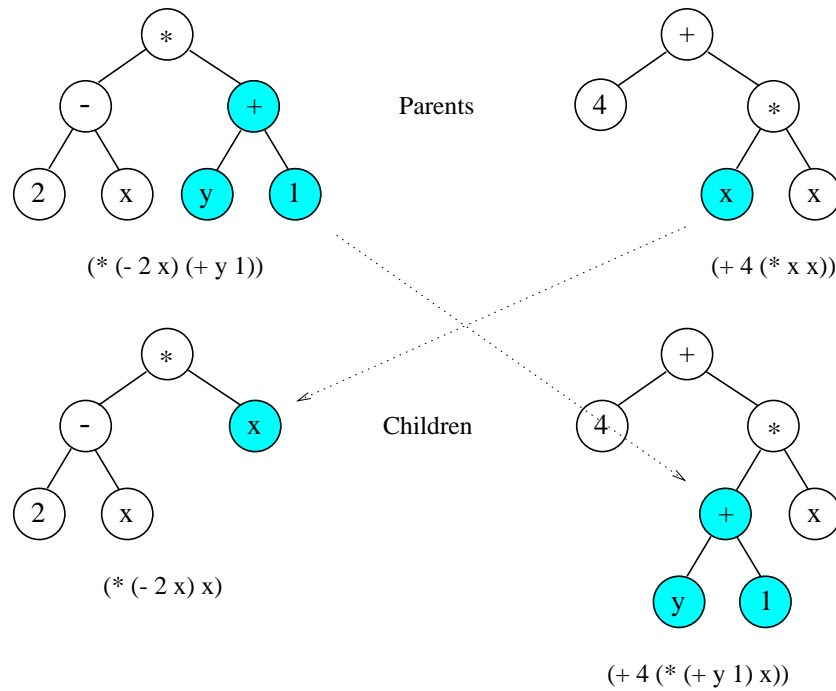 * +
- + Parents 4 *
2 x y 1 x x
(* (- 2 x) (+ y 1)) (+ 4 (* x x))
* +
- x Children 4 *
2 x + x
(* (- 2 x) x) y 1
(+ 4 (* (+ y 1) x))